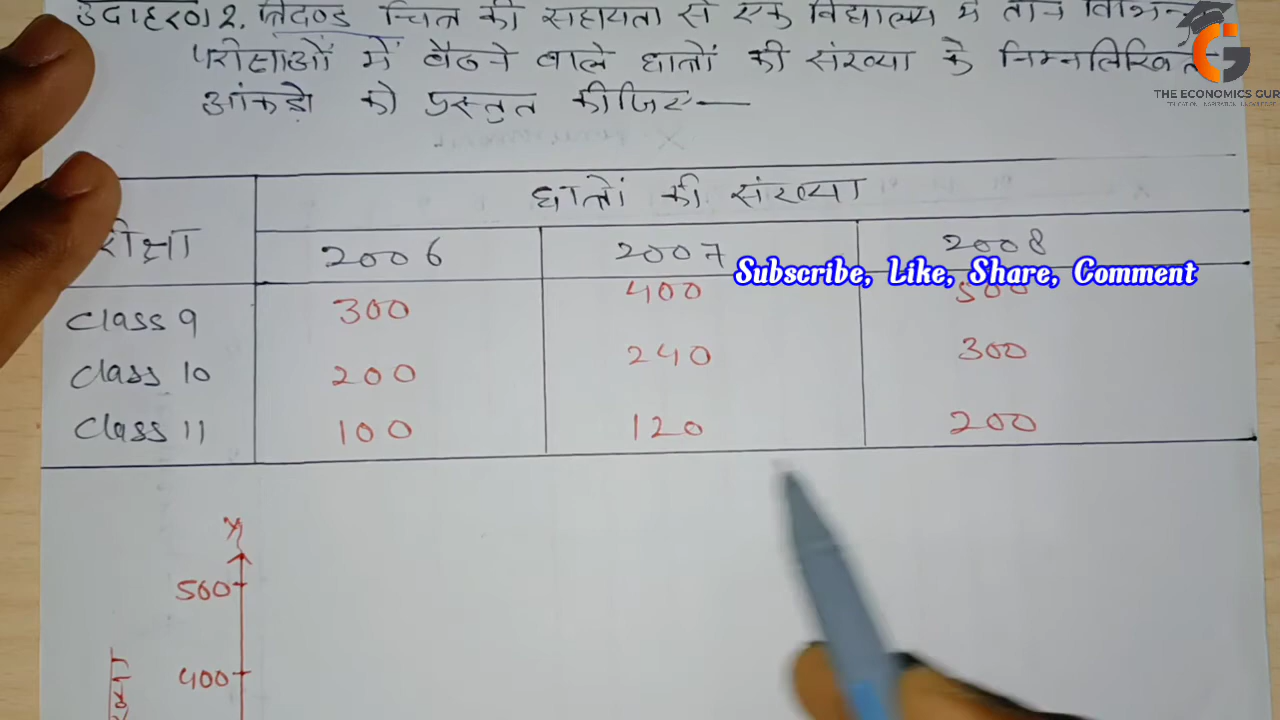 उदाहरण 2. त्रिदण्ड चित्र की सहायता से एक विद्यालय में तीन विभिन्न
परीक्षाओं में बैठने वाले छात्रों की संख्या के निम्नलिखित
आंकड़ो को प्रस्तुत कीजिए—
THE ECONOMICS GUR
छात्रों की संख्या
रीक्षा 2006 2007 2008
Subscribe, Like, Share, Comment
Class 9 300 400 500
Class 10 200 240 300
Class 11 100 120 200
Y
500
400